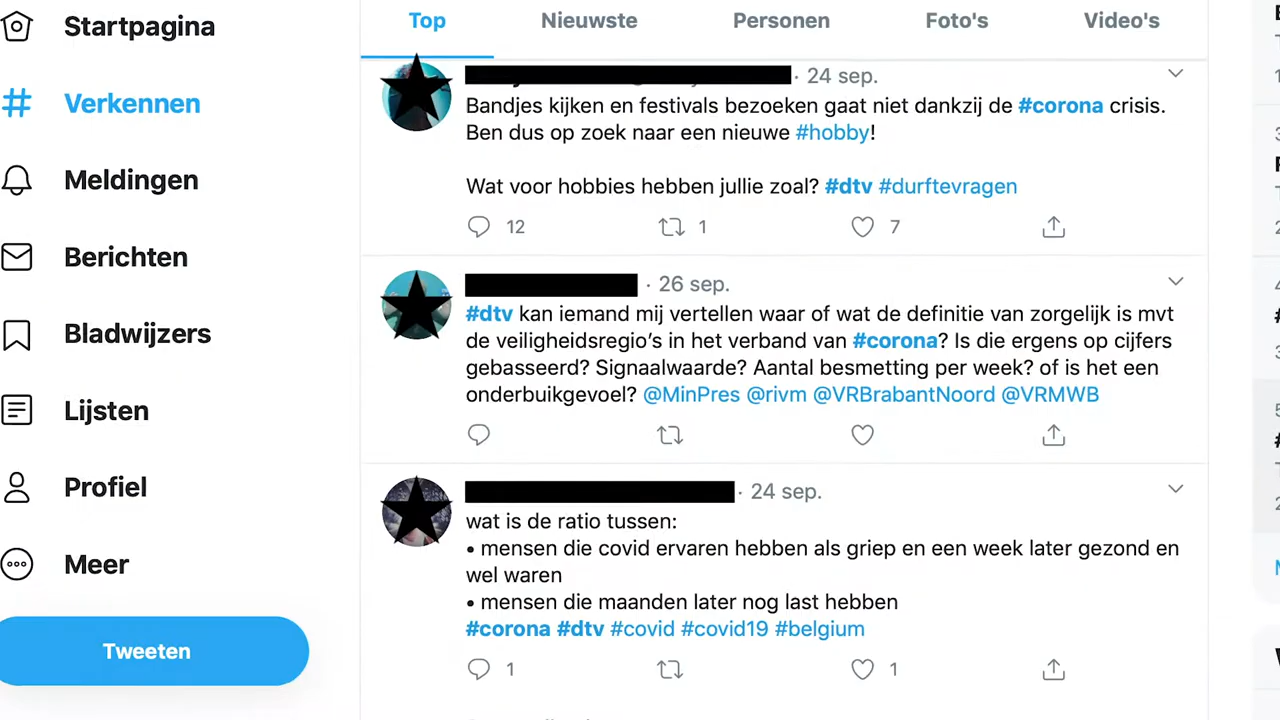 Startpagina
Verkennen
Meldingen
Berichten
Bladwijzers
Lijsten
Profiel
Meer
Tweeten
Top Nieuwste Personen Foto's Video's
· 24 sep.
Bandjes kijken en festivals bezoeken gaat niet dankzij de #corona crisis.
Ben dus op zoek naar een nieuwe #hobby!
Wat voor hobbies hebben jullie zoal? #dtv #durftevragen
12 1 7
· 26 sep.
#dtv kan iemand mij vertellen waar of wat de definitie van zorgelijk is mvt
de veiligheidsregio's in het verband van #corona? Is die ergens op cijfers
gebasseerd? Signaalwaarde? Aantal besmetting per week? of is het een
onderbuikgevoel? @MinPres @rivm @VRBrabantNoord @VRMWB
· 24 sep.
wat is de ratio tussen:
• mensen die covid ervaren hebben als griep en een week later gezond en
wel waren
• mensen die maanden later nog last hebben
#corona #dtv #covid #covid19 #belgium
1 1